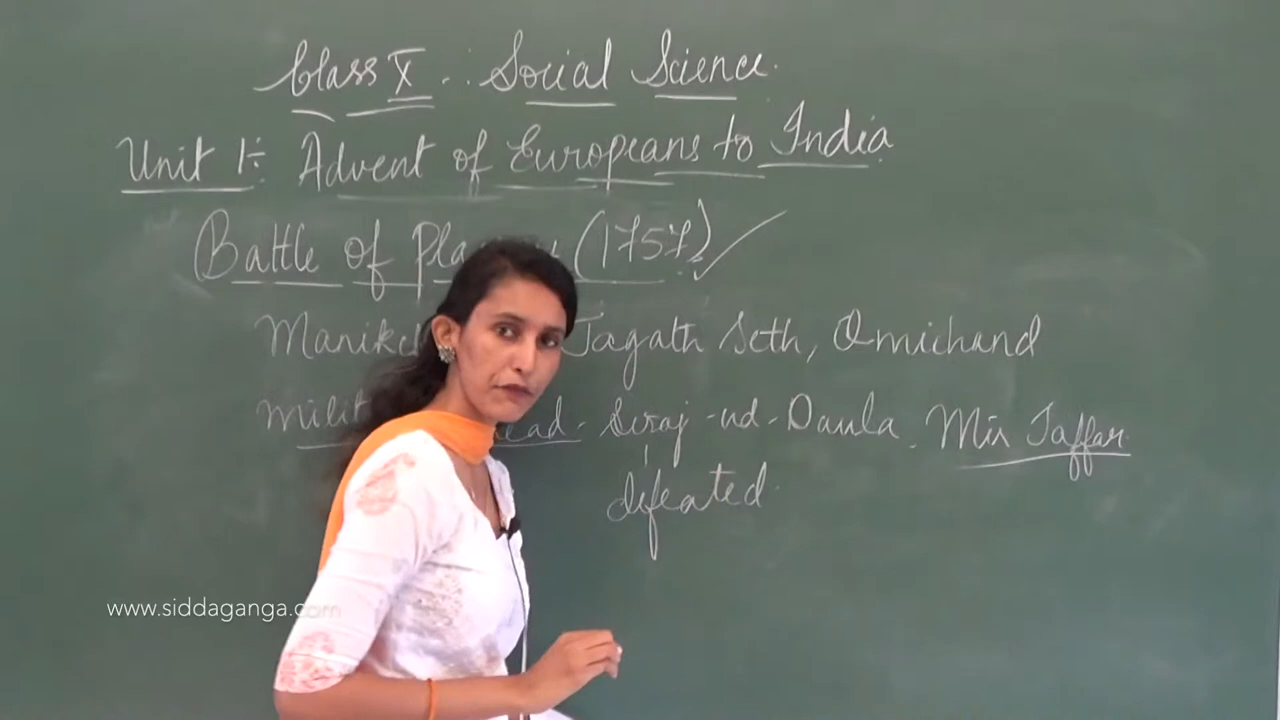 Class X . . : Social Science.
Unit 1:- Advent of Europeans to India
Battle of (1757) ✓
Jagath Seth, Omichand
Siraj-ud-Daula. Mir Jaffar.
defeated.
www.siddaganga.com